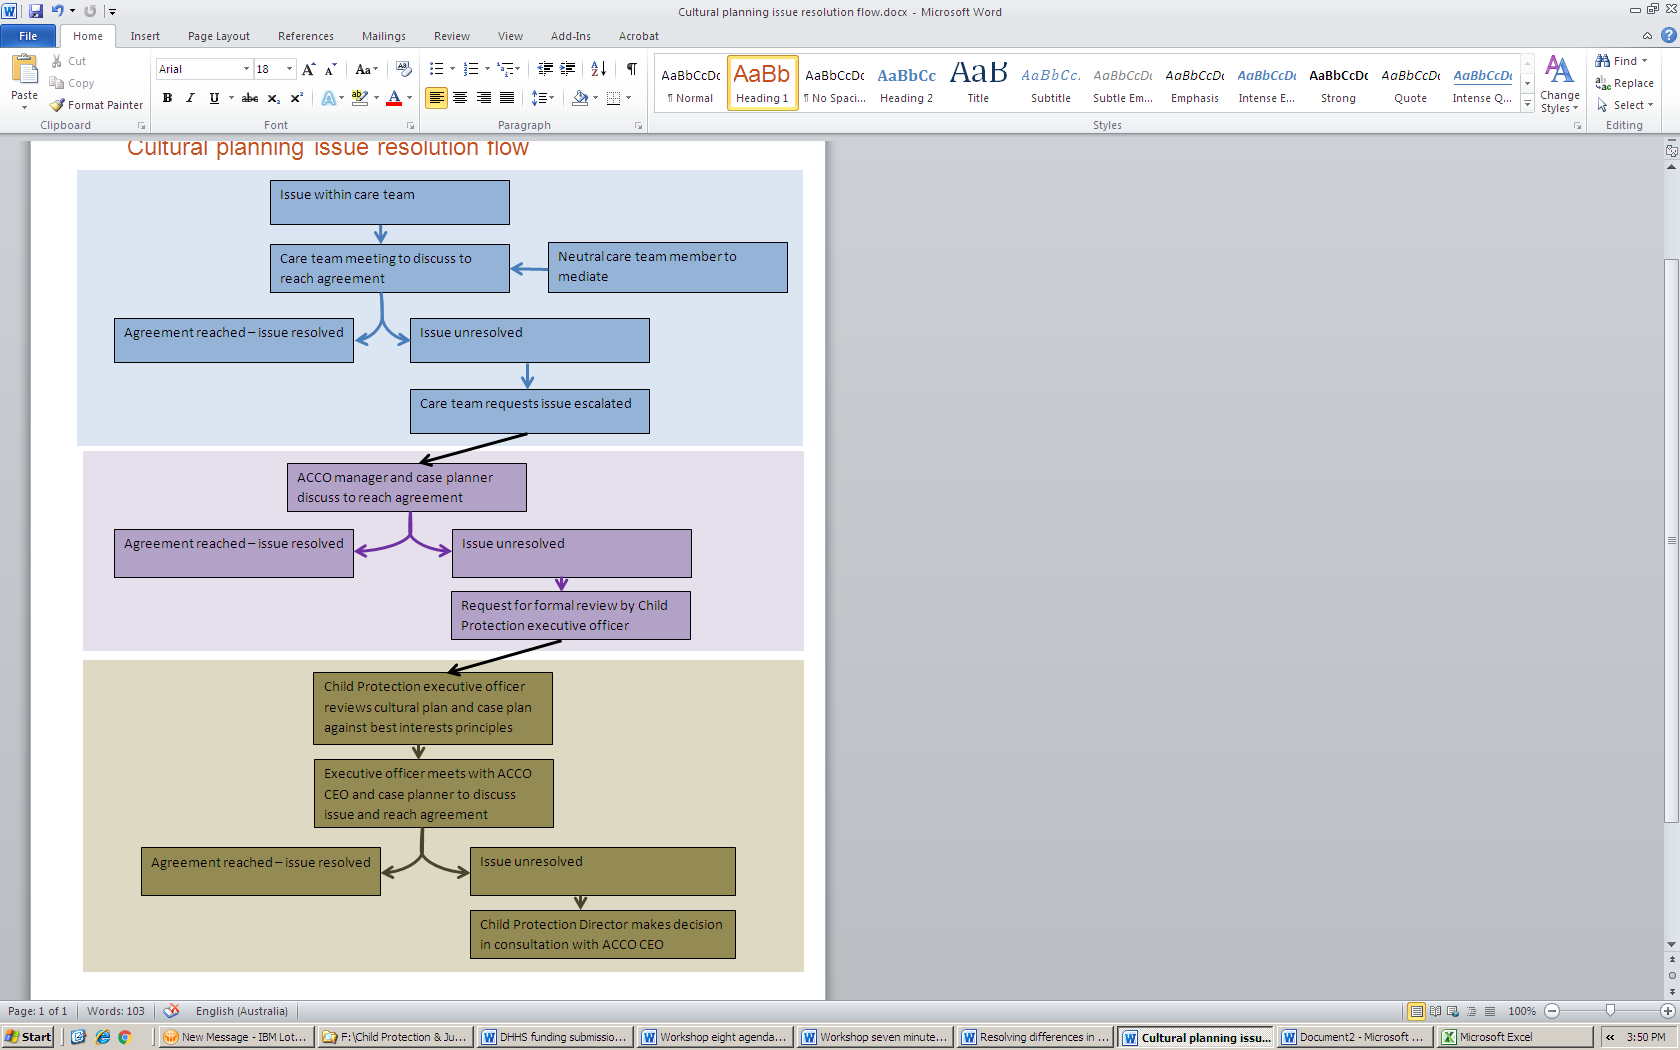 Cultural planning issue resolution flow.docx - Microsoft Word
File Home Insert Page Layout References Mailings Review View Add-Ins Acrobat
Paste
Cut
Copy
Format Painter
Clipboard
Arial 18
Font
Paragraph
AaBbCcDc AaBb AaBbCcDc AaBbCc AaB AaBbCc. AaBbCcDc AaBbCcDc AaBbCcDc AaBbCcDc AaBbCcDc AaBbCcDc
¶ Normal Heading 1 ¶ No Spaci... Heading 2 Title Subtitle Subtle Em... Emphasis Intense E... Strong Quote Intense Q...
Change Styles
Styles
Find
Replace
Select
Editing
Cultural planning issue resolution flow
Issue within care team
Care team meeting to discuss to
reach agreement
Neutral care team member to
mediate
Agreement reached – issue resolved
Issue unresolved
Care team requests issue escalated
ACCO manager and case planner
discuss to reach agreement
Agreement reached – issue resolved
Issue unresolved
Request for formal review by Child
Protection executive officer
Child Protection executive officer
reviews cultural plan and case plan
against best interests principles
Executive officer meets with ACCO
CEO and case planner to discuss
issue and reach agreement
Agreement reached – issue resolved
Issue unresolved
Child Protection Director makes decision
in consultation with ACCO CEO
Page: 1 of 1 Words: 103 English (Australia) 100%
Start New Message - IBM Lot... F:\Child Protection & Ju... DHHS funding submissio... Workshop eight agenda... Workshop seven minute... Resolving differences in ... Cultural planning issu... Document2 - Microsoft ... Microsoft Excel 3:50 PM